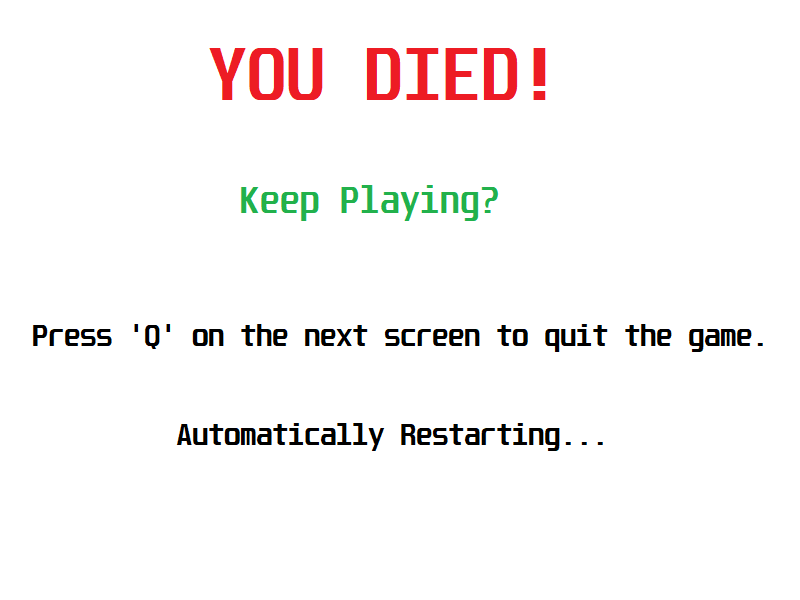 YOU DIED!
Keep Playing?
Press 'Q' on the next screen to quit the game.
Automatically Restarting...